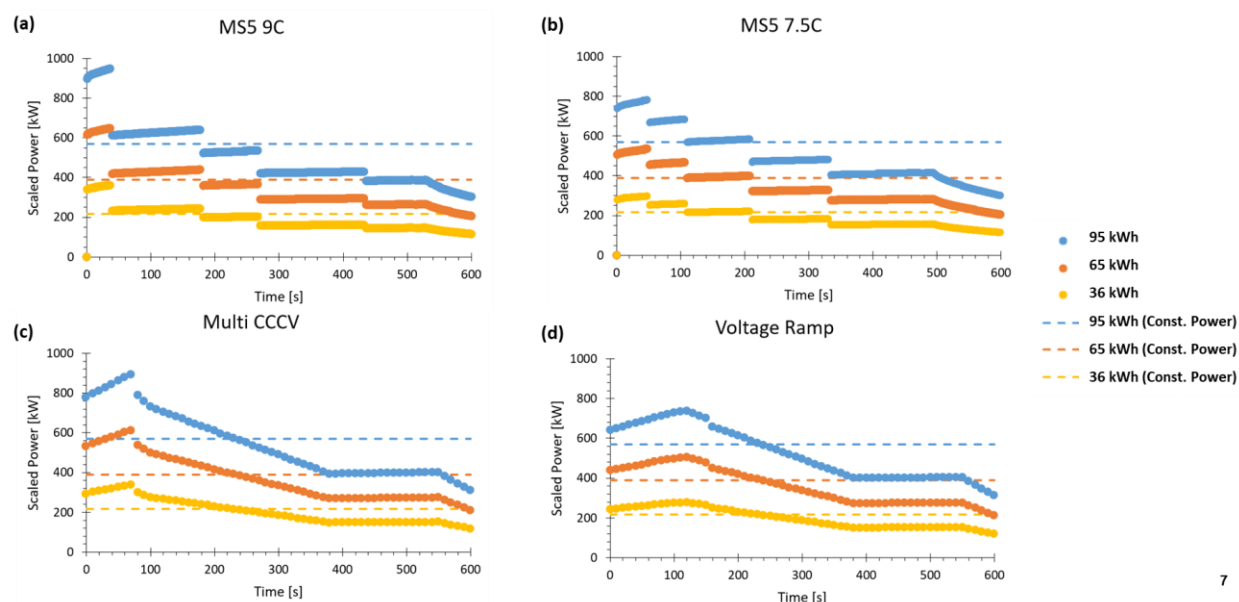 (a)
MS5 9C
Scaled Power [kW]
1000
800
600
400
200
0
0 100 200 300 400 500 600
Time [s]
(b)
MS5 7.5C
Scaled Power [kW]
1000
800
600
400
200
0
0 100 200 300 400 500 600
Time [s]
95 kWh
65 kWh
36 kWh
95 kWh (Const. Power)
65 kWh (Const. Power)
36 kWh (Const. Power)
(c)
Multi CCCV
Scaled Power [kW]
1000
800
600
400
200
0
0 100 200 300 400 500 600
Time [s]
(d)
Voltage Ramp
Scaled Power [kW]
1000
800
600
400
200
0
0 100 200 300 400 500 600
Time [s]
7